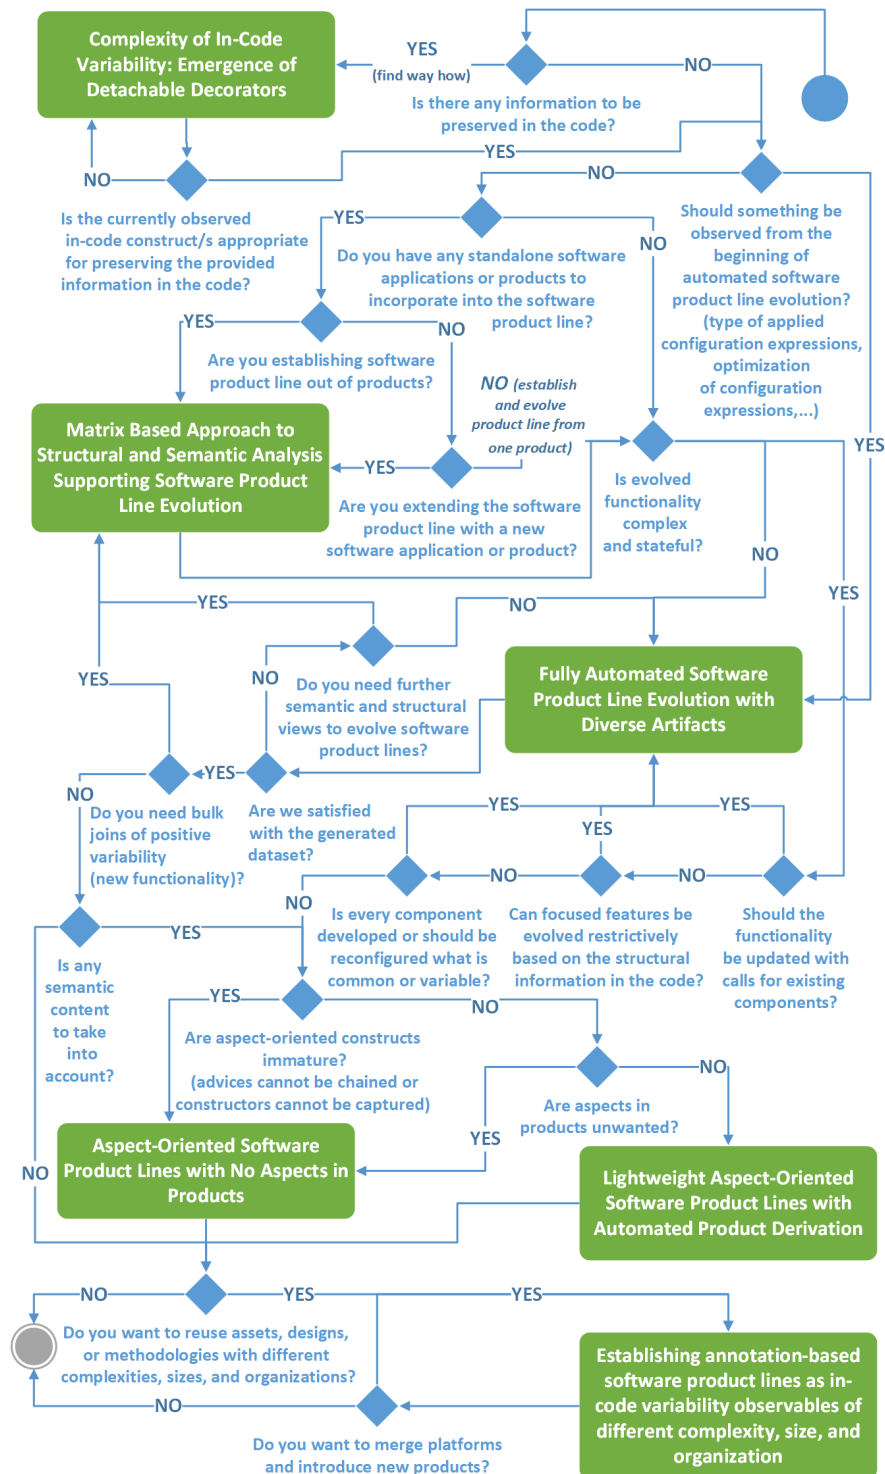 Complexity of In-Code
Variability: Emergence of
Detachable Decorators
YES
(find way how)
NO
Is there any information to be
preserved in the code?
NO
YES
Is the currently observed
in-code construct/s appropriate
for preserving the provided
information in the code?
NO
Should something be
observed from the
beginning of
automated software
product line evolution?
(type of applied
configuration expressions,
optimization
of configuration
expressions,...)
YES
YES
NO
Do you have any standalone software
applications or products to
incorporate into the software
product line?
YES
NO
Are you establishing software
product line out of products?
NO (establish
and evolve
product line from
one product)
Matrix Based Approach to
Structural and Semantic Analysis
Supporting Software Product
Line Evolution
YES
Are you extending the software
product line with a new
software application or product?
Is evolved
functionality
complex
and stateful?
NO
YES
YES
NO
YES
NO
Do you need further
semantic and structural
views to evolve software
product lines?
Fully Automated Software
Product Line Evolution with
Diverse Artifacts
YES
NO
Do you need bulk
joins of positive
variability
(new functionality)?
Are we satisfied
with the generated
dataset?
YES
YES
YES
NO
NO
NO
Is every component
developed or should be
reconfigured what is
common or variable?
Can focused features be
evolved restrictively
based on the structural
information in the code?
Should the
functionality
be updated with
calls for existing
components?
YES
Is any
semantic
content
to take
into
account?
NO
YES
NO
Are aspect-oriented constructs
immature?
(advices cannot be chained or
constructors cannot be captured)
NO
YES
Are aspects in
products unwanted?
Aspect-Oriented Software
Product Lines with No Aspects in
Products
Lightweight Aspect-Oriented
Software Product Lines with
Automated Product Derivation
NO
YES
YES
Do you want to reuse assets, designs,
or methodologies with different
complexities, sizes, and organizations?
Establishing annotation-based
software product lines as in-
code variability observables of
different complexity, size, and
organization
NO
Do you want to merge platforms
and introduce new products?